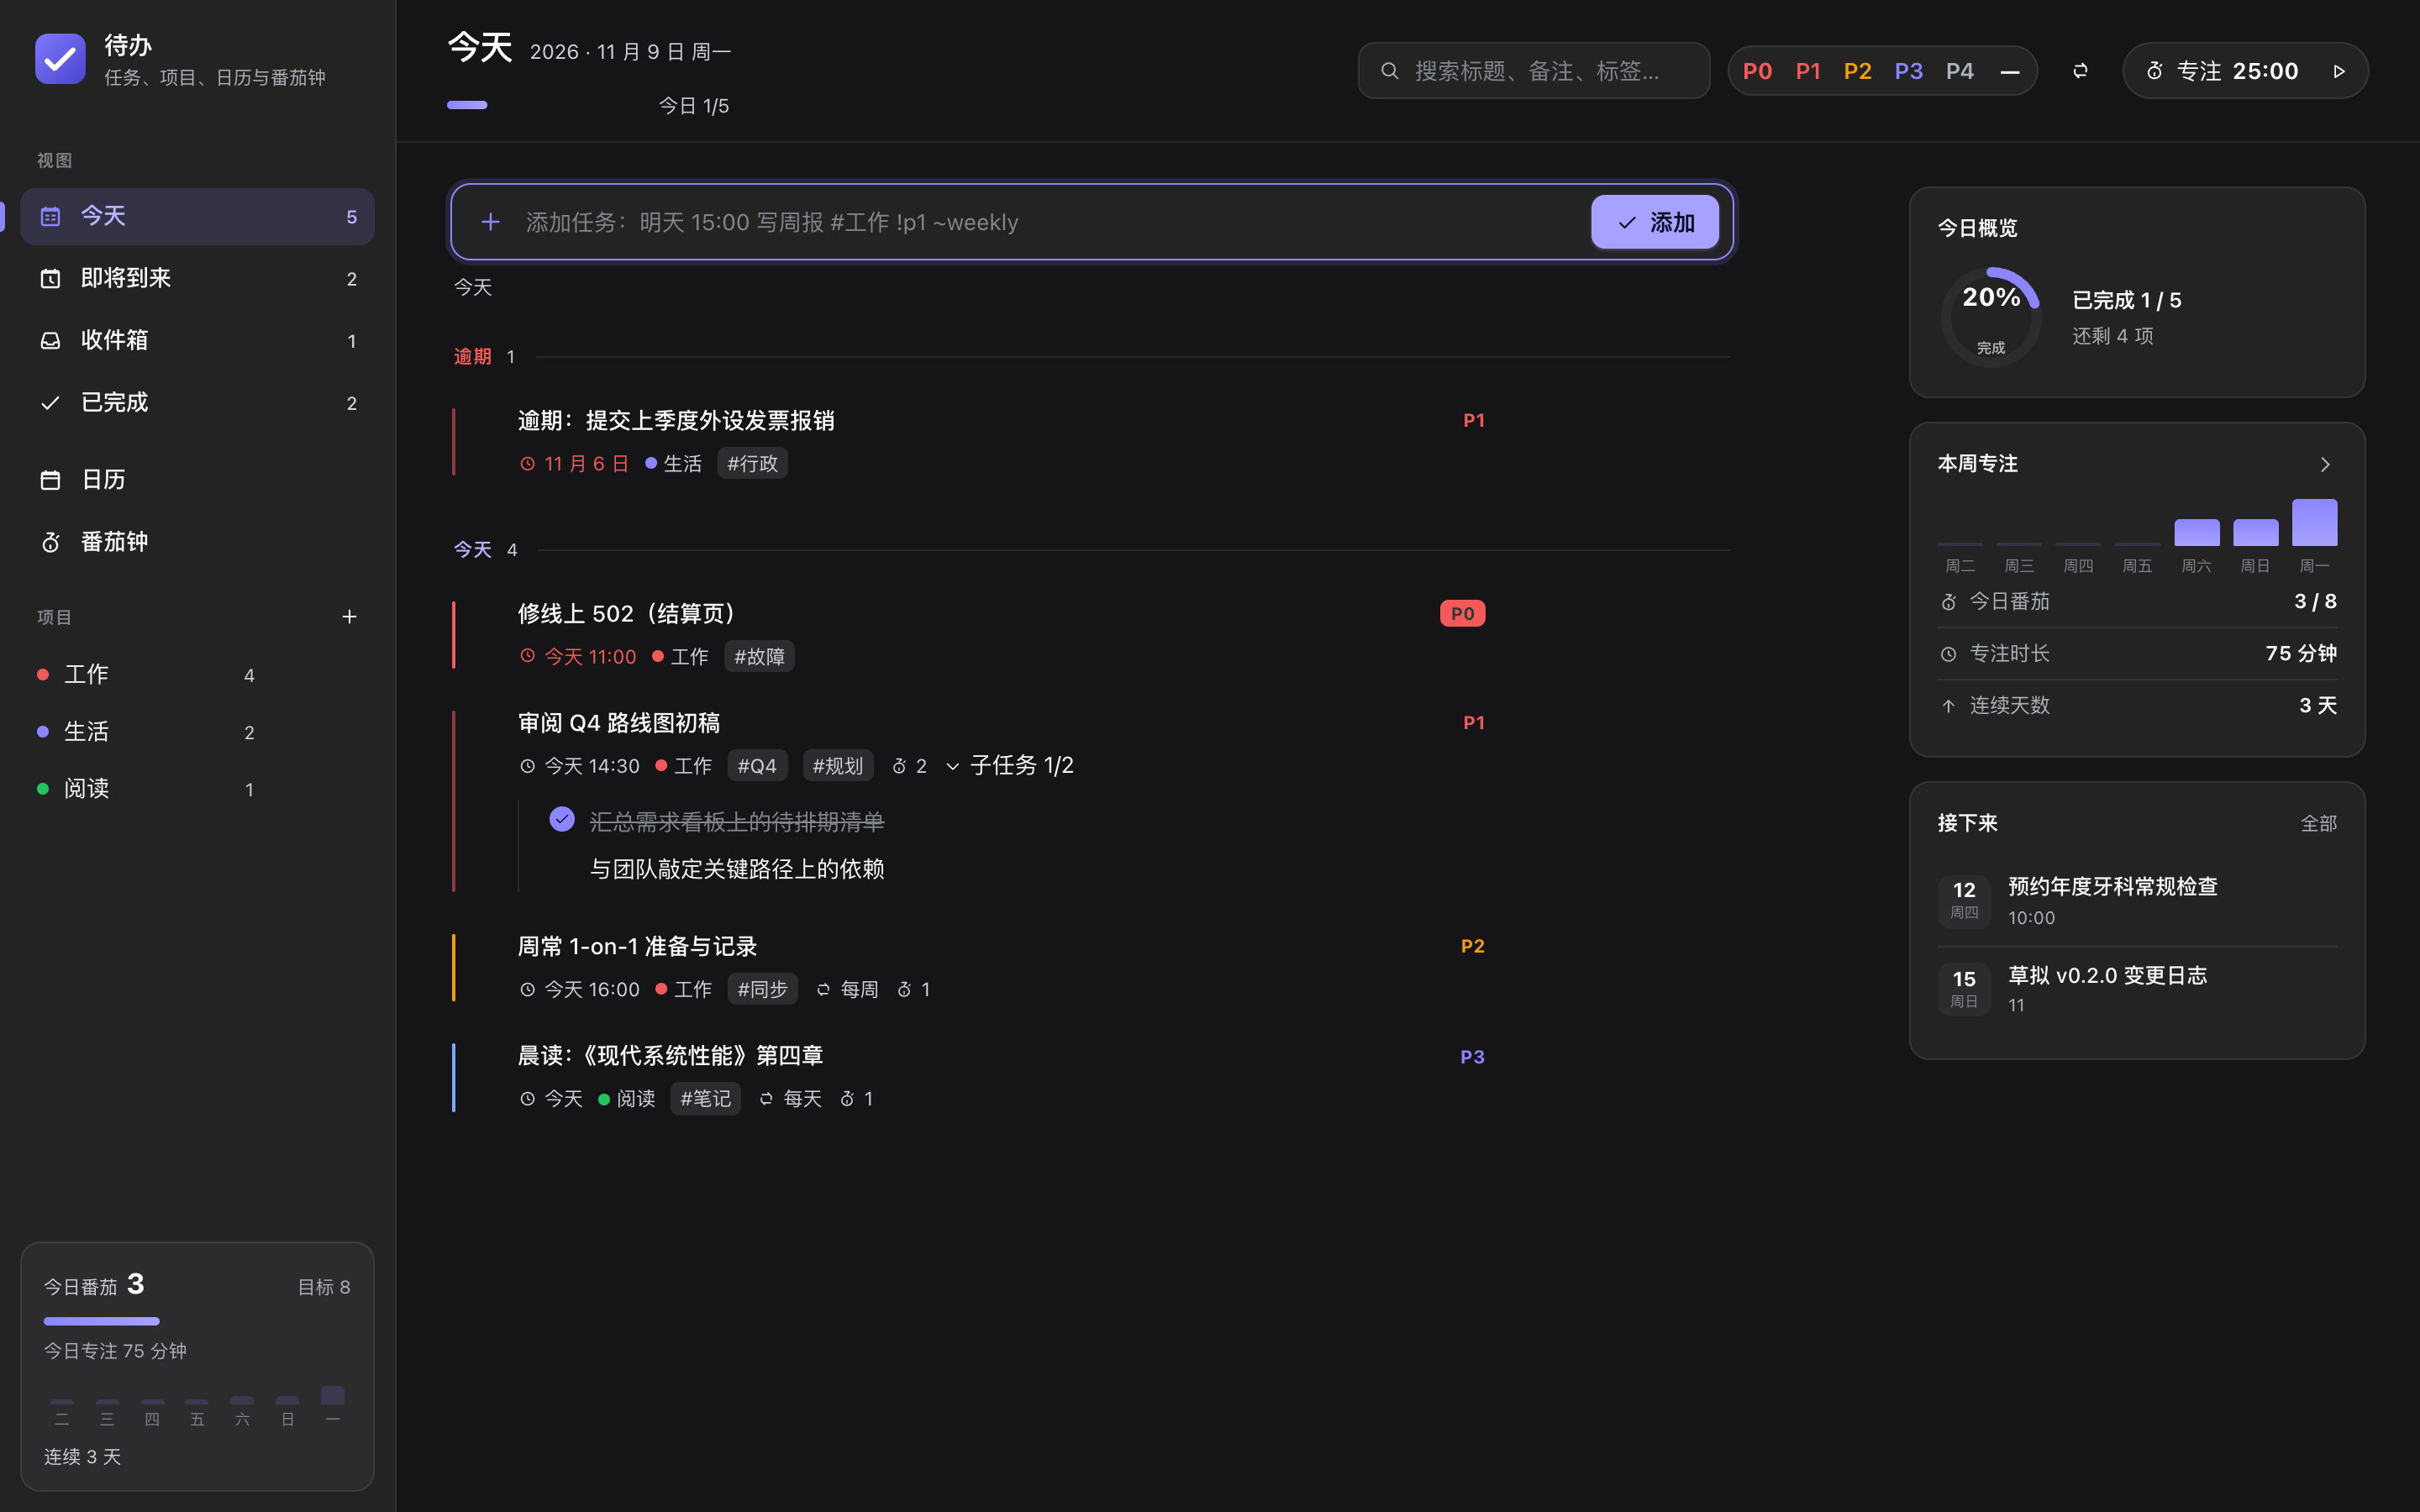 待办
任务、项目、日历与番茄钟
视图
今天 5
即将到来 2
收件箱 1
已完成 2
日历
番茄钟
项目
工作 4
生活 2
阅读 1
今日番茄 3 目标 8
今日专注 75 分钟
二 三 四 五 六 日 一
连续 3 天
今天 2026 · 11 月 9 日 周一
今日 1/5
搜索标题、备注、标签...
P0 P1 P2 P3 P4 —
专注 25:00
添加任务：明天 15:00 写周报 #工作 !p1 ~weekly
添加
今天
逾期 1
逾期：提交上季度外设发票报销 P1
11 月 6 日 生活 #行政
今天 4
修线上 502（结算页） P0
今天 11:00 工作 #故障
审阅 Q4 路线图初稿 P1
今天 14:30 工作 #Q4 #规划 2 子任务 1/2
汇总需求看板上的待排期清单
与团队敲定关键路径上的依赖
周常 1-on-1 准备与记录 P2
今天 16:00 工作 #同步 每周 1
晨读：《现代系统性能》第四章 P3
今天 阅读 #笔记 每天 1
今日概览
20%
完成
已完成 1 / 5
还剩 4 项
本周专注
周二 周三 周四 周五 周六 周日 周一
今日番茄 3 / 8
专注时长 75 分钟
连续天数 3 天
接下来 全部
12 周四
预约年度牙科常规检查
10:00
15 周日
草拟 v0.2.0 变更日志
11